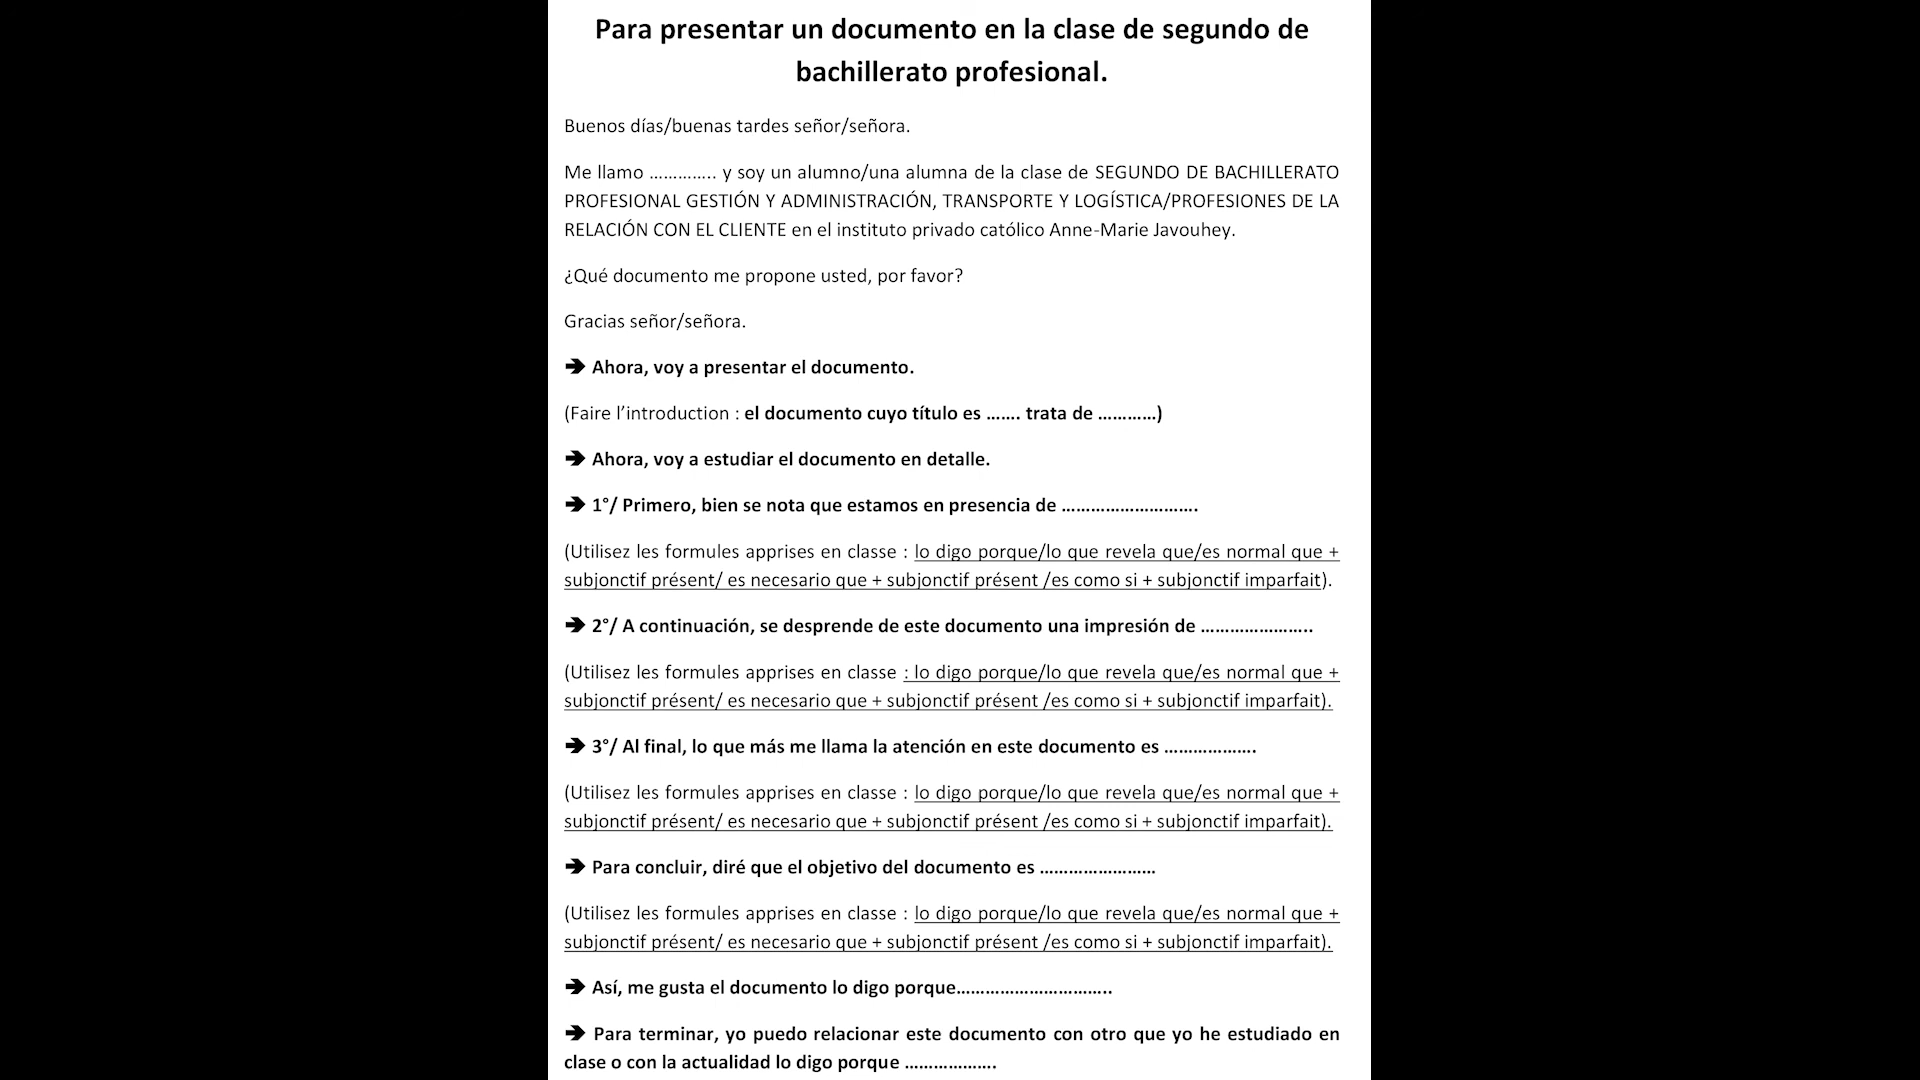 Para presentar un documento en la clase de segundo de
bachillerato profesional.
Buenos días/buenas tardes señor/señora.
Me llamo ………….. y soy un alumno/una alumna de la clase de SEGUNDO DE BACHILLERATO
PROFESIONAL GESTIÓN Y ADMINISTRACIÓN, TRANSPORTE Y LOGÍSTICA/PROFESIONES DE LA
RELACIÓN CON EL CLIENTE en el instituto privado católico Anne-Marie Javouhey.
¿Qué documento me propone usted, por favor?
Gracias señor/señora.
➔ Ahora, voy a presentar el documento.
(Faire l’introduction : el documento cuyo título es ……. trata de …………)
➔ Ahora, voy a estudiar el documento en detalle.
➔ 1°/ Primero, bien se nota que estamos en presencia de ……………………….
(Utilisez les formules apprises en classe : lo digo porque/lo que revela que/es normal que +
subjonctif présent/ es necesario que + subjonctif présent /es como si + subjonctif imparfait).
➔ 2°/ A continuación, se desprende de este documento una impresión de …………………..
(Utilisez les formules apprises en classe : lo digo porque/lo que revela que/es normal que +
subjonctif présent/ es necesario que + subjonctif présent /es como si + subjonctif imparfait).
➔ 3°/ Al final, lo que más me llama la atención en este documento es ……………….
(Utilisez les formules apprises en classe : lo digo porque/lo que revela que/es normal que +
subjonctif présent/ es necesario que + subjonctif présent /es como si + subjonctif imparfait).
➔ Para concluir, diré que el objetivo del documento es ……………………
(Utilisez les formules apprises en classe : lo digo porque/lo que revela que/es normal que +
subjonctif présent/ es necesario que + subjonctif présent /es como si + subjonctif imparfait).
➔ Así, me gusta el documento lo digo porque…………………………..
➔ Para terminar, yo puedo relacionar este documento con otro que yo he estudiado en
clase o con la actualidad lo digo porque ……………….